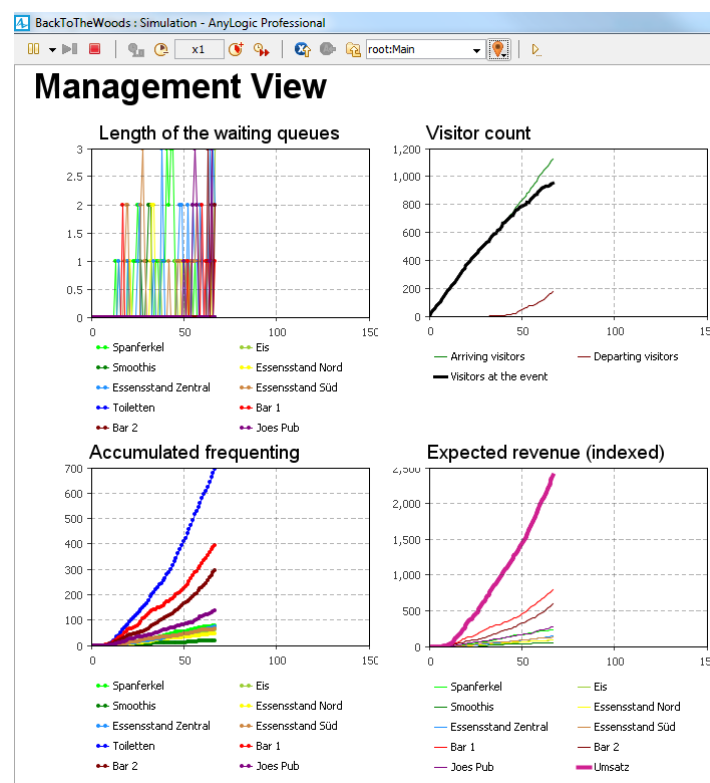 BackToTheWoods : Simulation - AnyLogic Professional
x1 root:Main
Management View
Length of the waiting queues
3
2.5
2
1.5
1
0.5
0
0 50 100 150
Spanferkel Eis
Smoothis Essensstand Nord
Essensstand Zentral Essensstand Süd
Toiletten Bar 1
Bar 2 Joes Pub
Visitor count
1,200
1,000
800
600
400
200
0
0 50 100 150
Arriving visitors Departing visitors
Visitors at the event
Accumulated frequenting
700
600
500
400
300
200
100
0
0 50 100 150
Spanferkel Eis
Smoothis Essensstand Nord
Essensstand Zentral Essensstand Süd
Toiletten Bar 1
Bar 2 Joes Pub
Expected revenue (indexed)
2,500
2,000
1,500
1,000
500
0
0 50 100 150
Spanferkel Eis
Smoothis Essensstand Nord
Essensstand Zentral Essensstand Süd
Bar 1 Bar 2
Joes Pub Umsatz